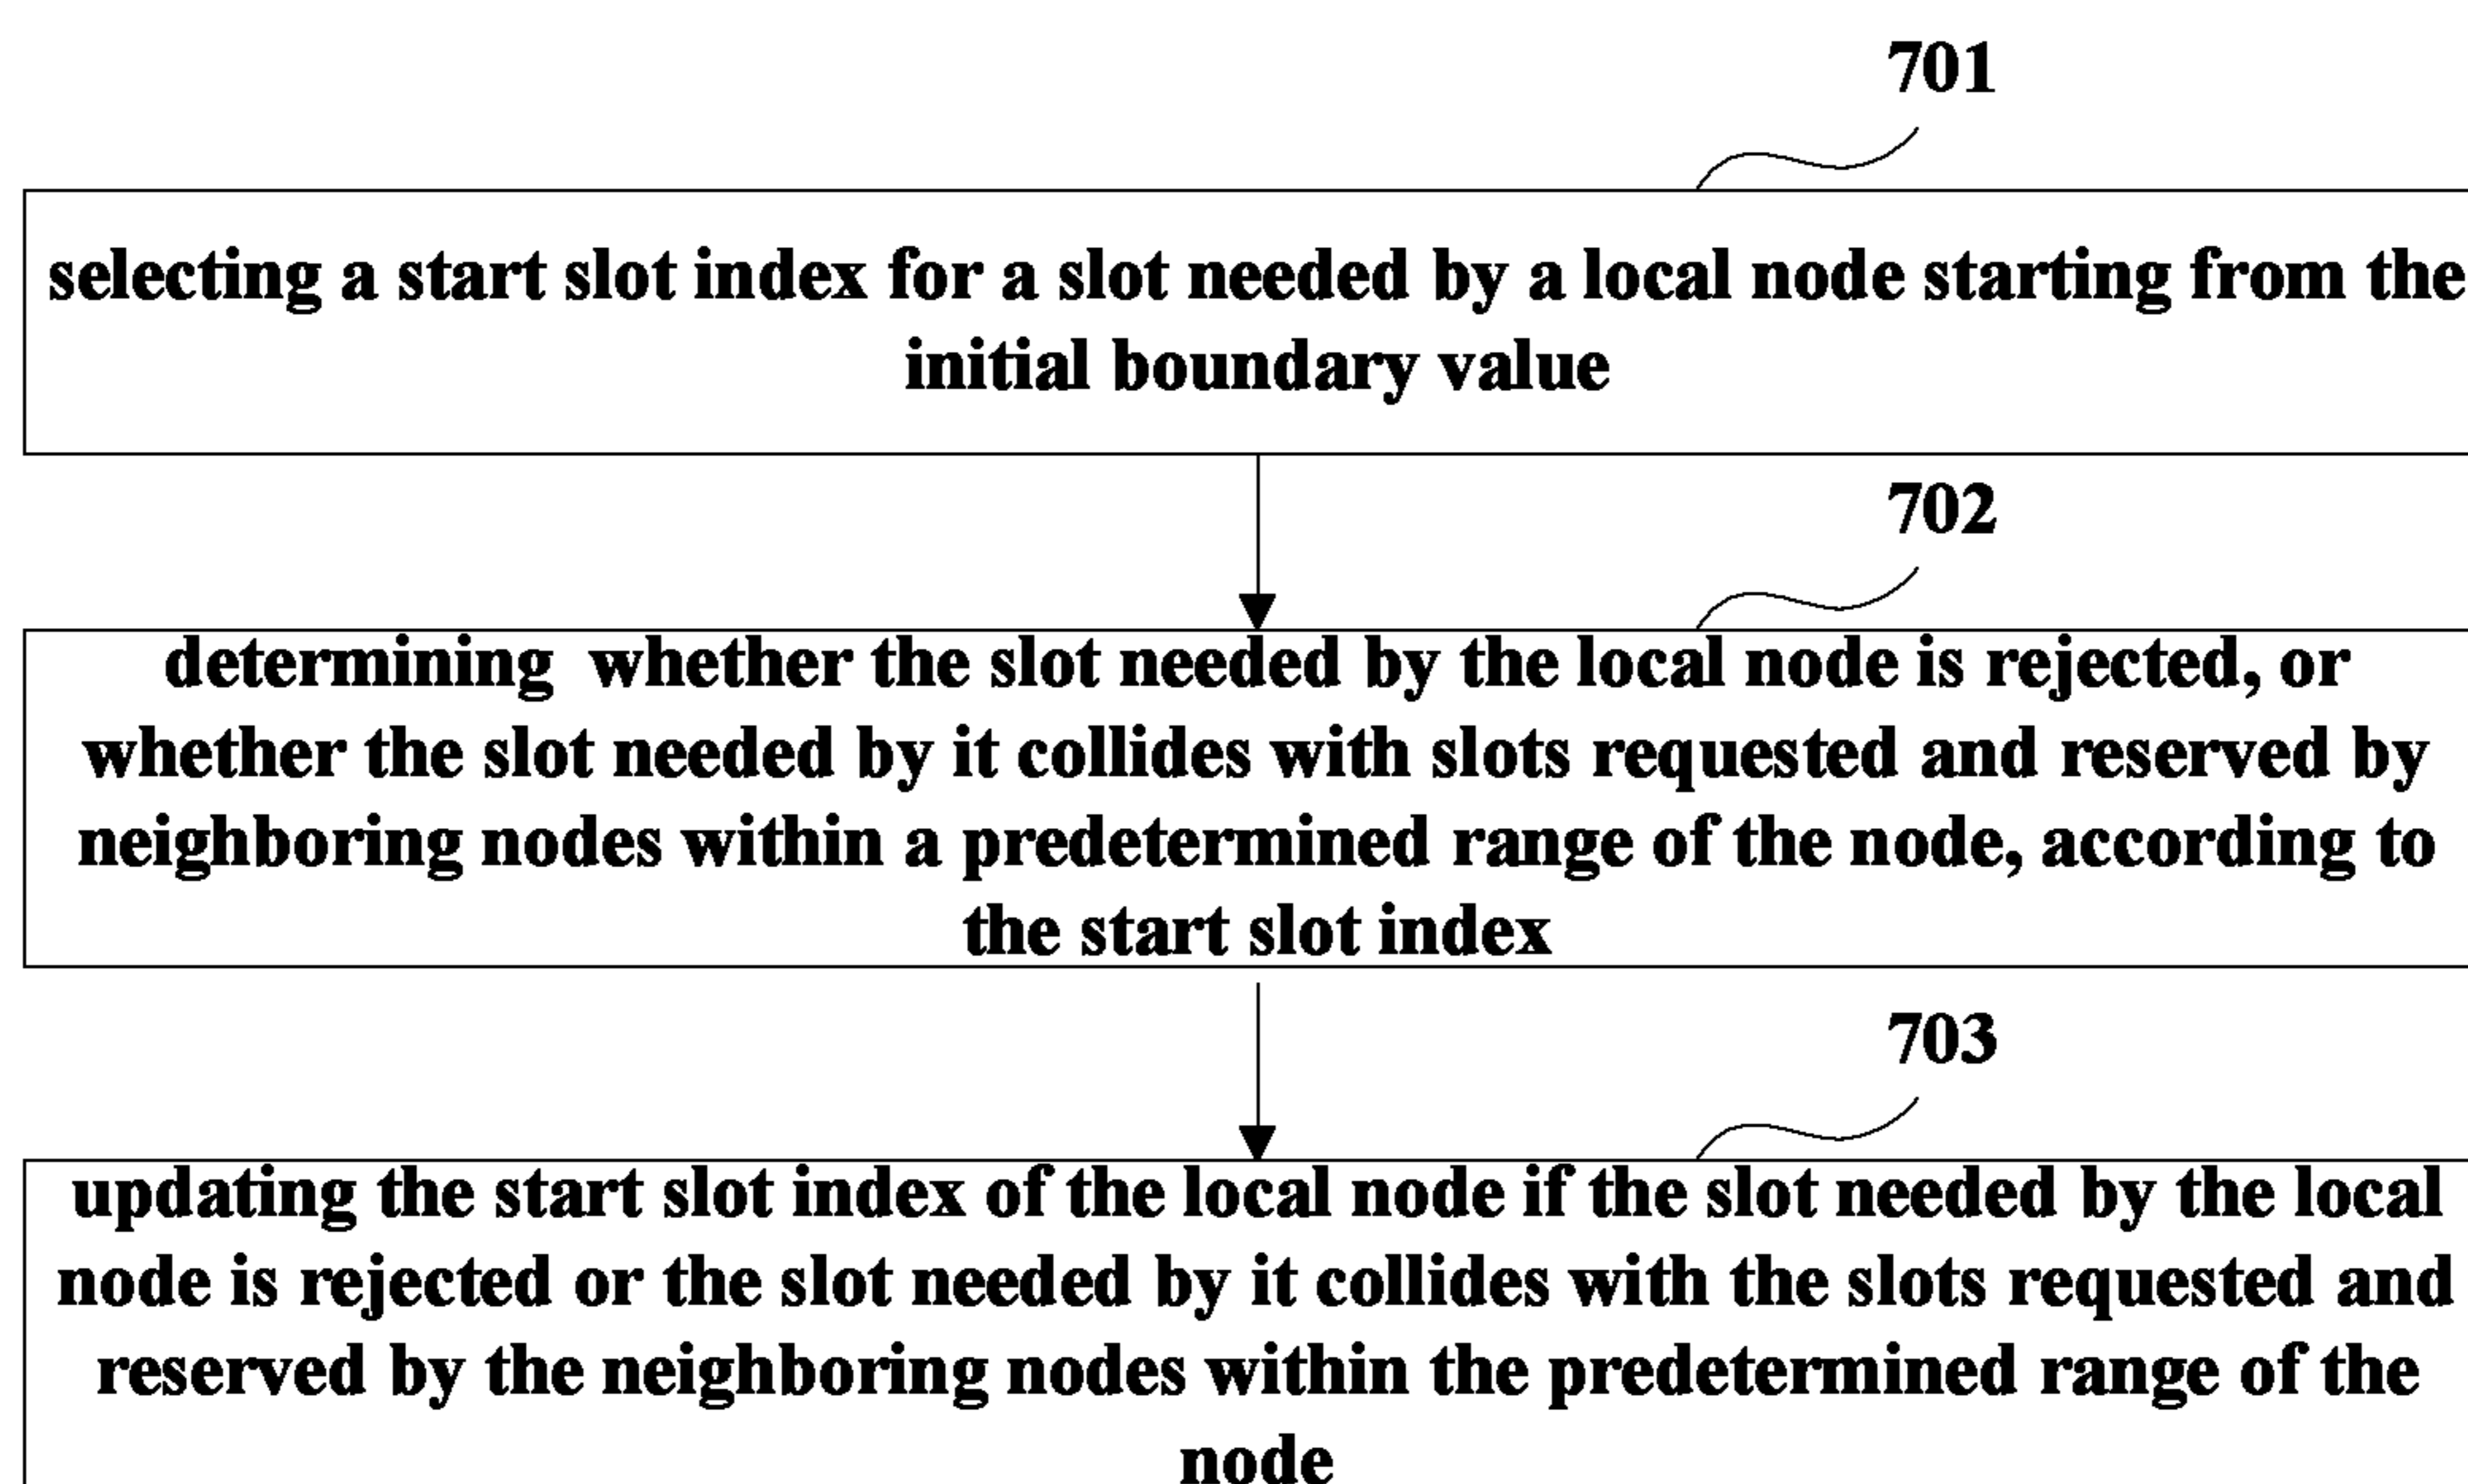 701
selecting a start slot index for a slot needed by a local node starting from the
initial boundary value
702
determining whether the slot needed by the local node is rejected, or
whether the slot needed by it collides with slots requested and reserved by
neighboring nodes within a predetermined range of the node, according to
the start slot index
703
updating the start slot index of the local node if the slot needed by the local
node is rejected or the slot needed by it collides with the slots requested and
reserved by the neighboring nodes within the predetermined range of the
node